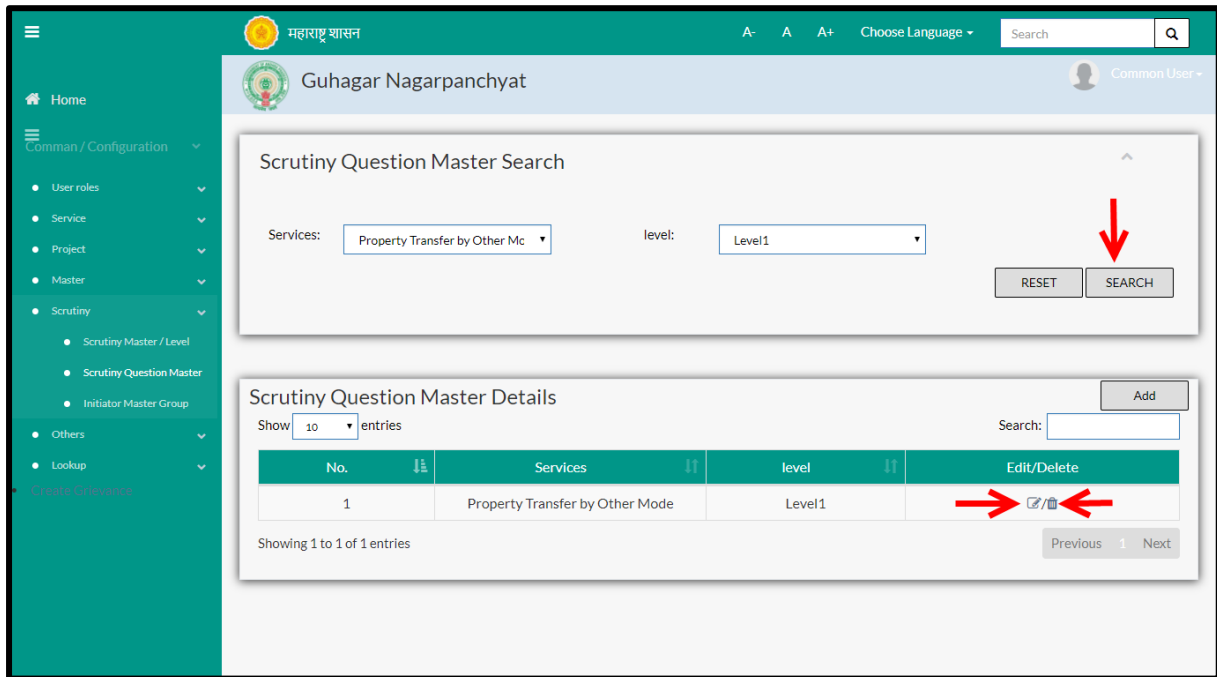 महाराष्ट्र शासन
A- A A+ Choose Language
Search
Guhagar Nagarpanchyat
Common User
Home
Comman / Configuration
User roles
Service
Project
Master
Scrutiny
Scrutiny Master / Level
Scrutiny Question Master
Initiator Master Group
Others
Lookup
Create Grievance
Scrutiny Question Master Search
Services: Property Transfer by Other Mc level: Level1
RESET SEARCH
Scrutiny Question Master Details
Add
Show 10 entries Search:
No. Services level Edit/Delete
1 Property Transfer by Other Mode Level1 /
Showing 1 to 1 of 1 entries
Previous 1 Next